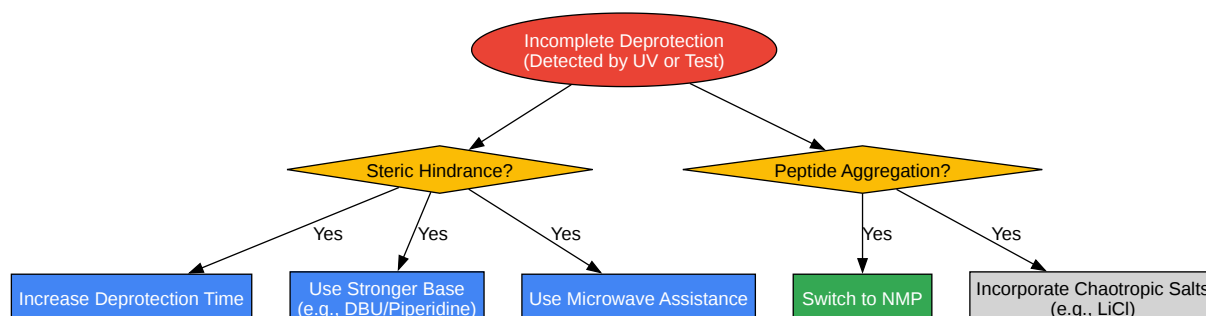 Incomplete Deprotection
(Detected by UV or Test)
Steric Hindrance?
Peptide Aggregation?
Yes
Yes
Yes
Yes
Yes
Increase Deprotection Time
Use Stronger Base
(e.g., DBU/Piperidine)
Use Microwave Assistance
Switch to NMP
Incorporate Chaotropic Salts
(e.g., LiCl)